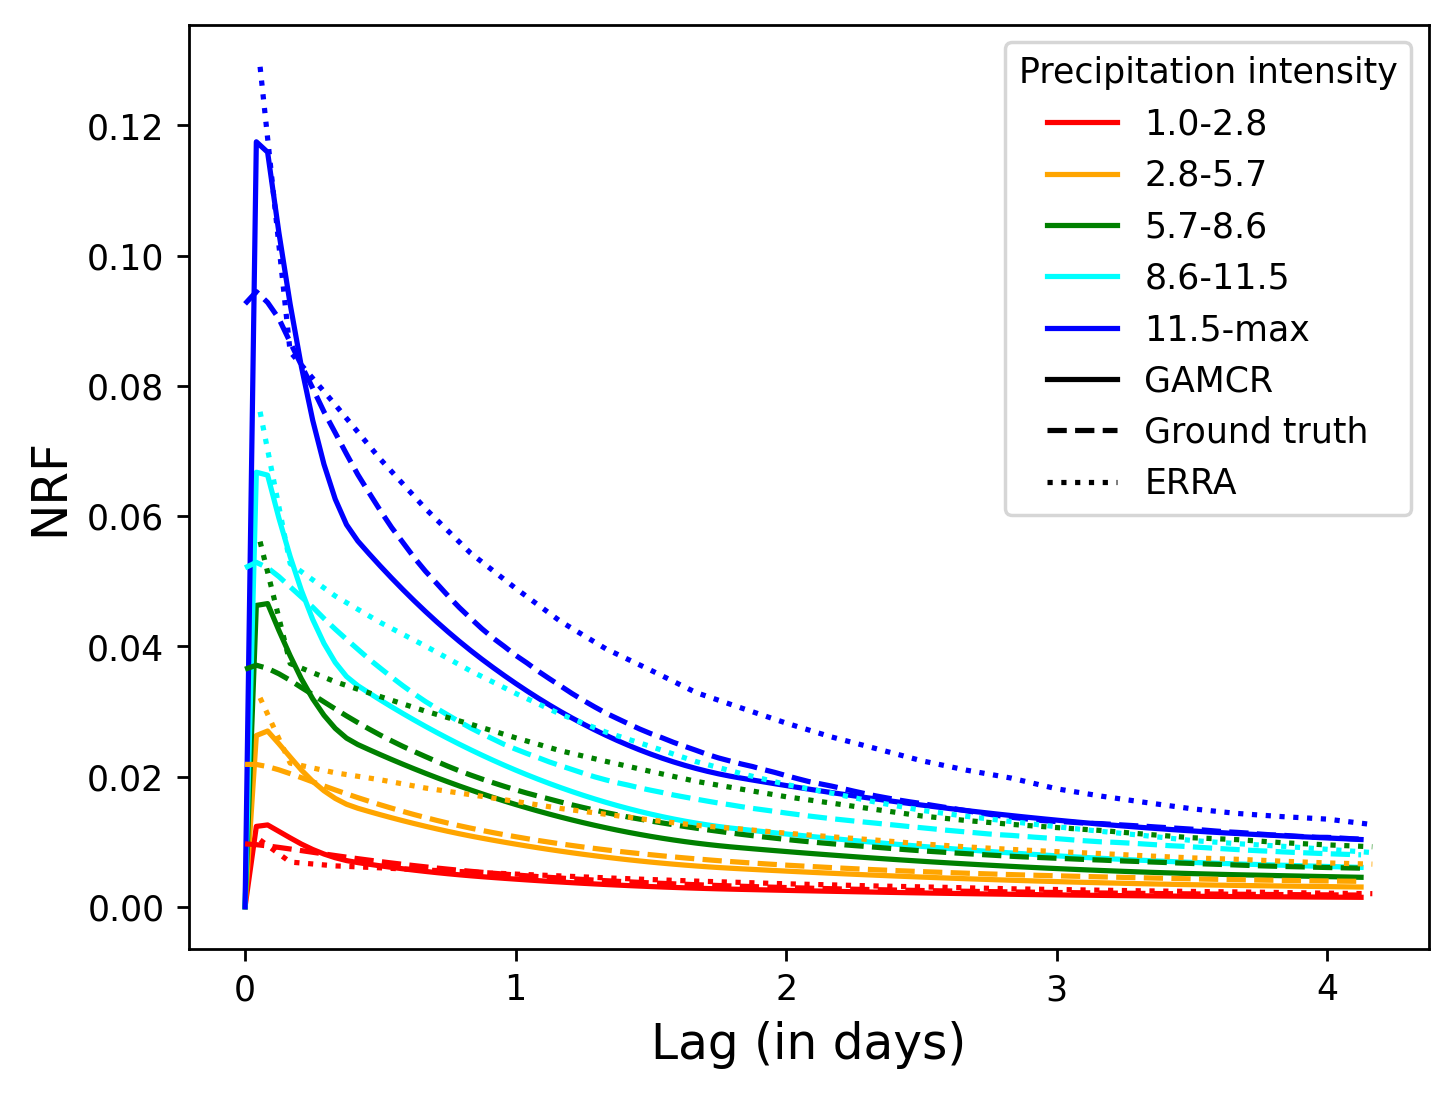 Precipitation intensity
1.0-2.8
2.8-5.7
5.7-8.6
8.6-11.5
11.5-max
GAMCR
Ground truth
ERRA
NRF
0.12
0.10
0.08
0.06
0.04
0.02
0.00
0 1 2 3 4
Lag (in days)